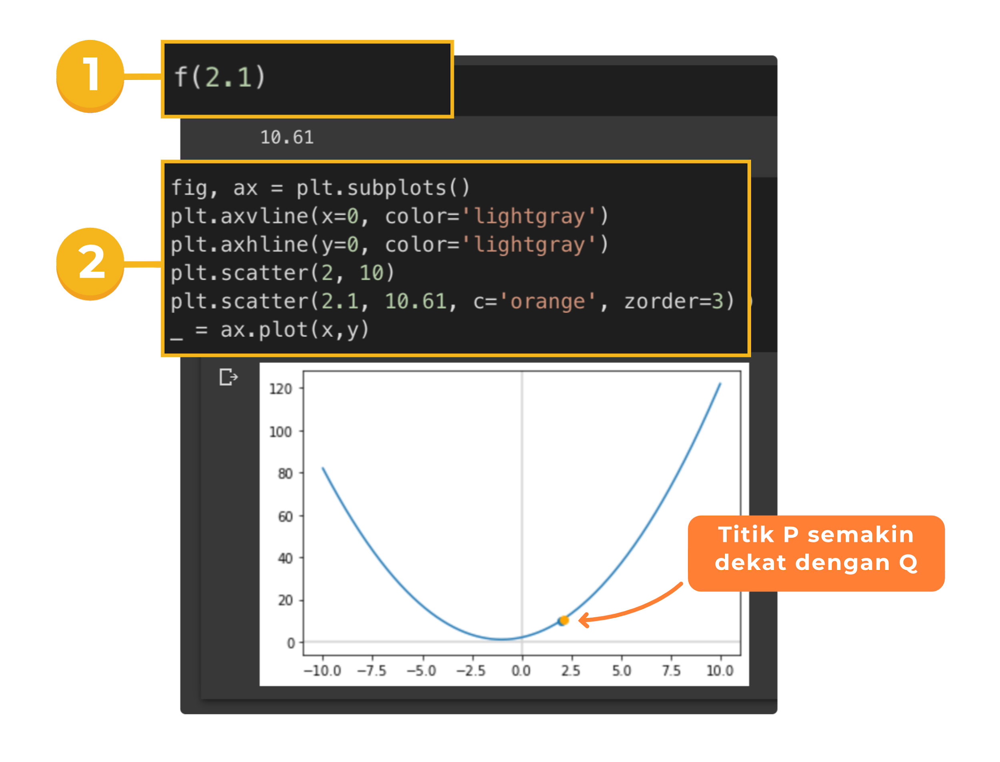 1
f(2.1)
10.61
2
fig, ax = plt.subplots()
plt.axvline(x=0, color='lightgray')
plt.axhline(y=0, color='lightgray')
plt.scatter(2, 10)
plt.scatter(2.1, 10.61, c='orange', zorder=3)
_ = ax.plot(x,y)
120
100
80
60
40
20
0
−10.0 −7.5 −5.0 −2.5 0.0 2.5 5.0 7.5 10.0
Titik P semakin
dekat dengan Q